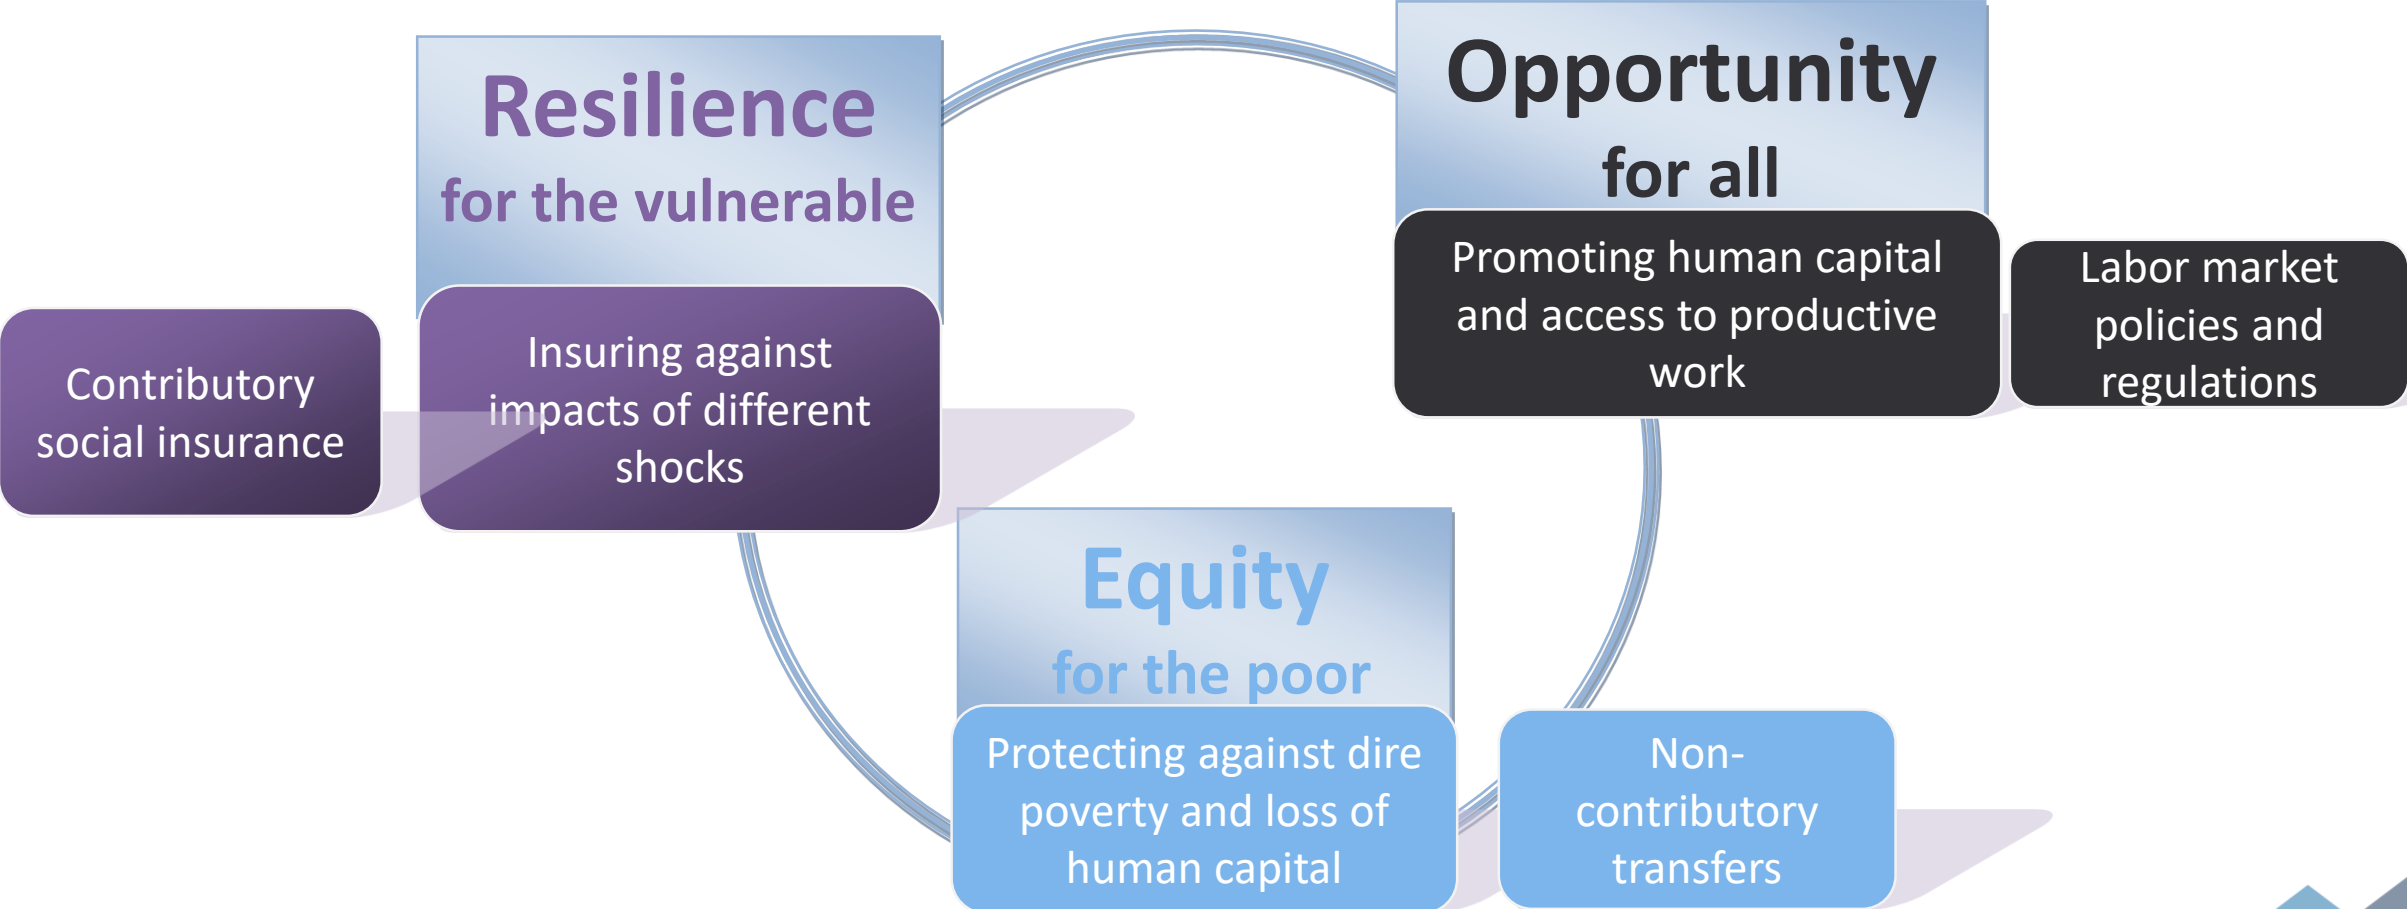 Resilience
for the vulnerable
Insuring against
impacts of different
shocks
Contributory
social insurance
Opportunity
for all
Promoting human capital
and access to productive
work
Labor market
policies and
regulations
Equity
for the poor
Protecting against dire
poverty and loss of
human capital
Non-
contributory
transfers